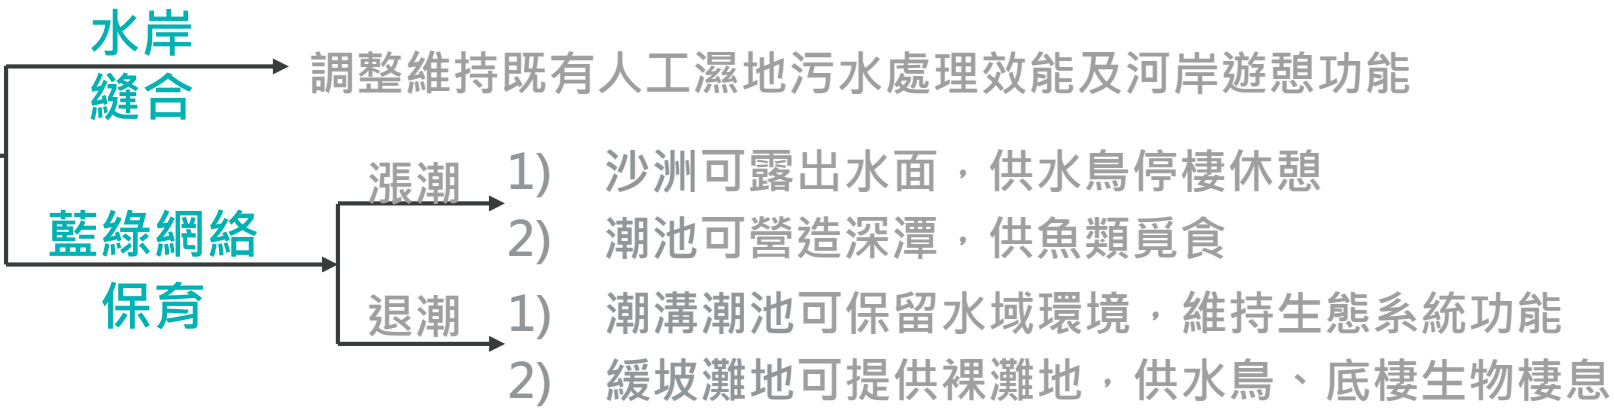 水岸
縫合
調整維持既有人工濕地污水處理效能及河岸遊憩功能
藍綠網絡
保育
漲潮
1) 沙洲可露出水面，供水鳥停棲休憩
2) 潮池可營造深潭，供魚類覓食
退潮
1) 潮溝潮池可保留水域環境，維持生態系統功能
2) 緩坡灘地可提供裸灘地，供水鳥、底棲生物棲息